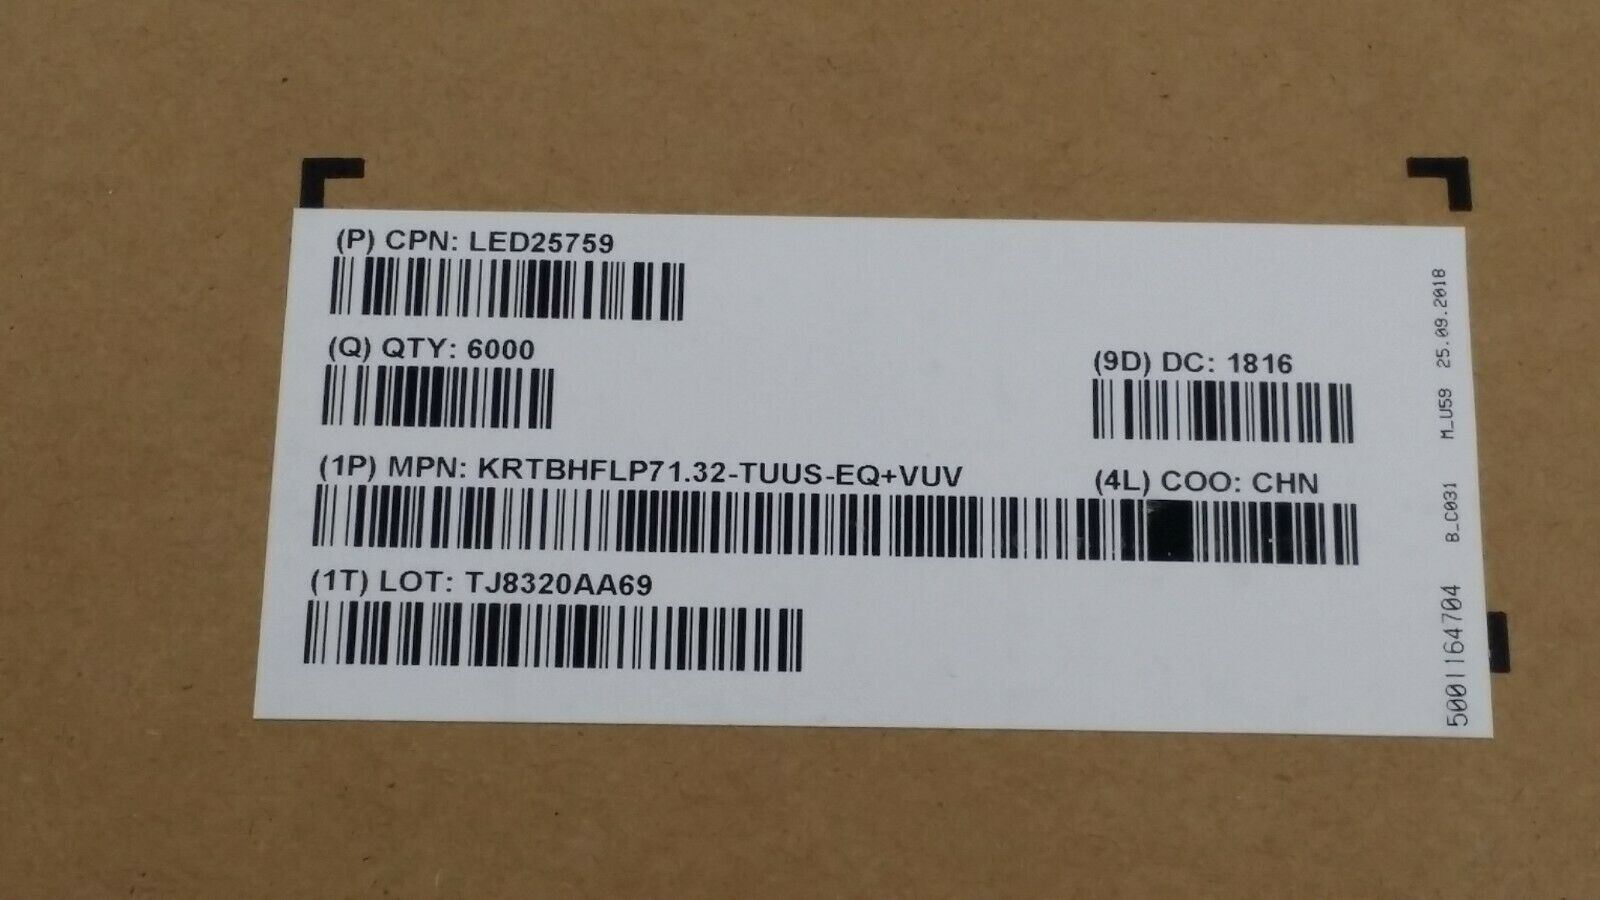 (P) CPN: LED25759
(Q) QTY: 6000
(9D) DC: 1816
(1P) MPN: KRTBHFLP71.32-TUUS-EQ+VUV
(4L) COO: CHN
(1T) LOT: TJ8320AA69
5001164704 B_C031 M_U59 25.09.2018